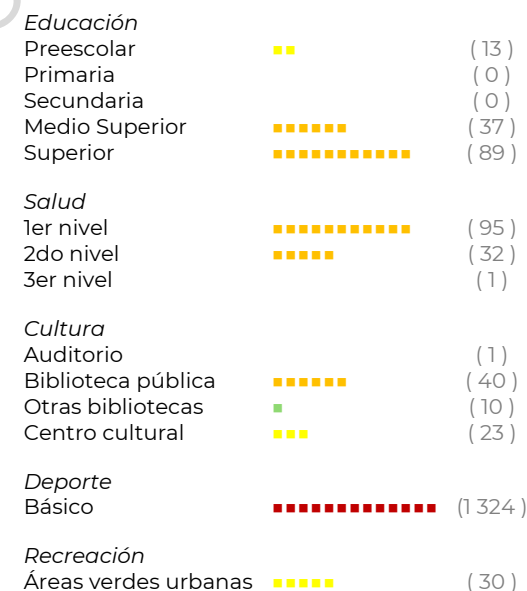 Educación
Preescolar ( 13 )
Primaria ( 0 )
Secundaria ( 0 )
Medio Superior ( 37 )
Superior ( 89 )
Salud
1er nivel ( 95 )
2do nivel ( 32 )
3er nivel ( 1 )
Cultura
Auditorio ( 1 )
Biblioteca pública ( 40 )
Otras bibliotecas ( 10 )
Centro cultural ( 23 )
Deporte
Básico (1 324 )
Recreación
Áreas verdes urbanas ( 30 )